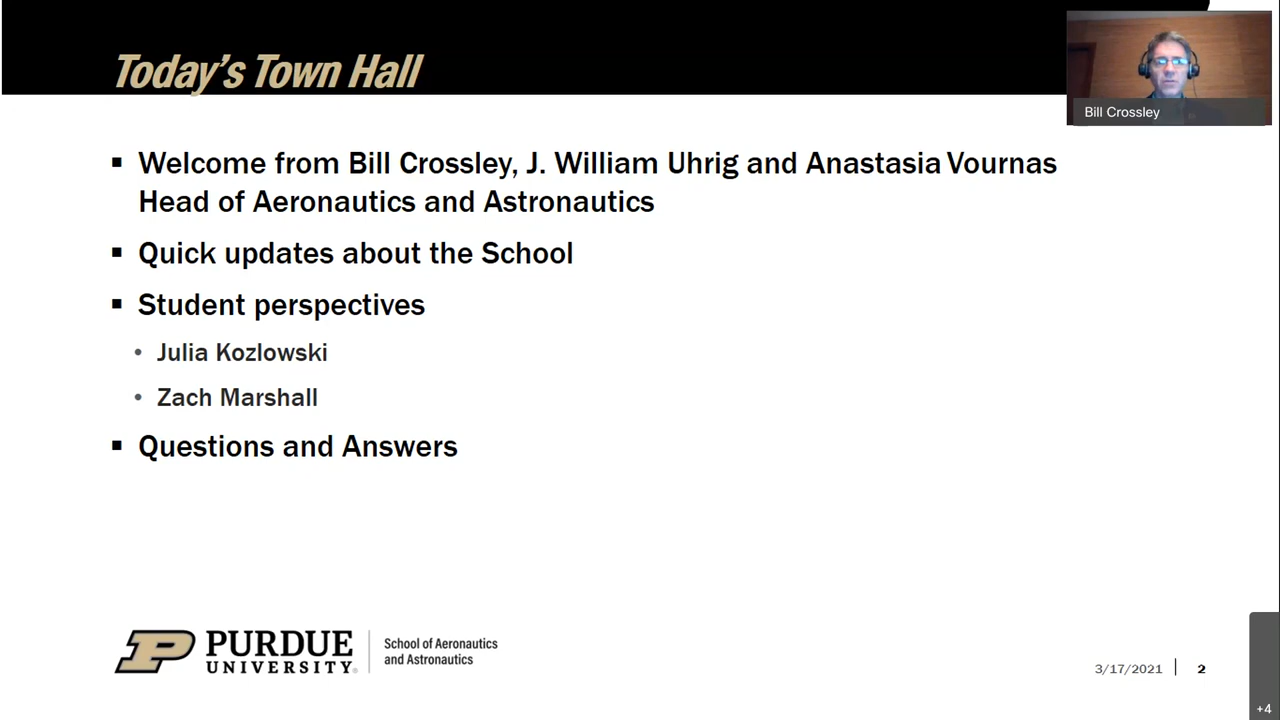 Today's Town Hall
Bill Crossley
▪ Welcome from Bill Crossley, J. William Uhrig and Anastasia Vournas
Head of Aeronautics and Astronautics
▪ Quick updates about the School
▪ Student perspectives
• Julia Kozlowski
• Zach Marshall
▪ Questions and Answers
P PURDUE UNIVERSITY®
School of Aeronautics
and Astronautics
3/17/2021 | 2
+4